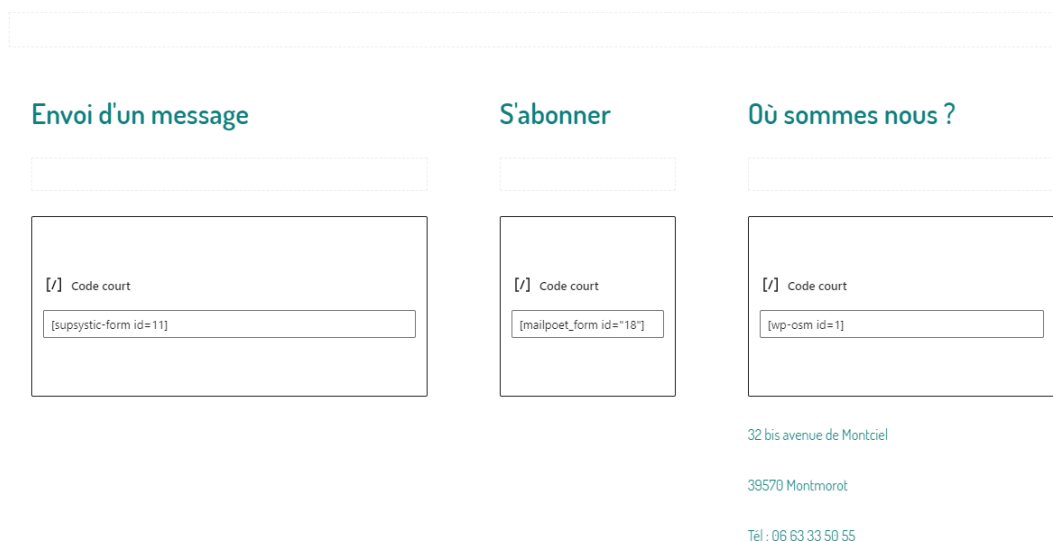 Envoi d'un message
[/] Code court
[supsystic-form id=11]
S'abonner
[/] Code court
[mailpoet_form id="18"]
Où sommes nous ?
[/] Code court
[wp-osm id=1]
32 bis avenue de Montciel
39570 Montmorot
Tél : 06 63 33 50 55